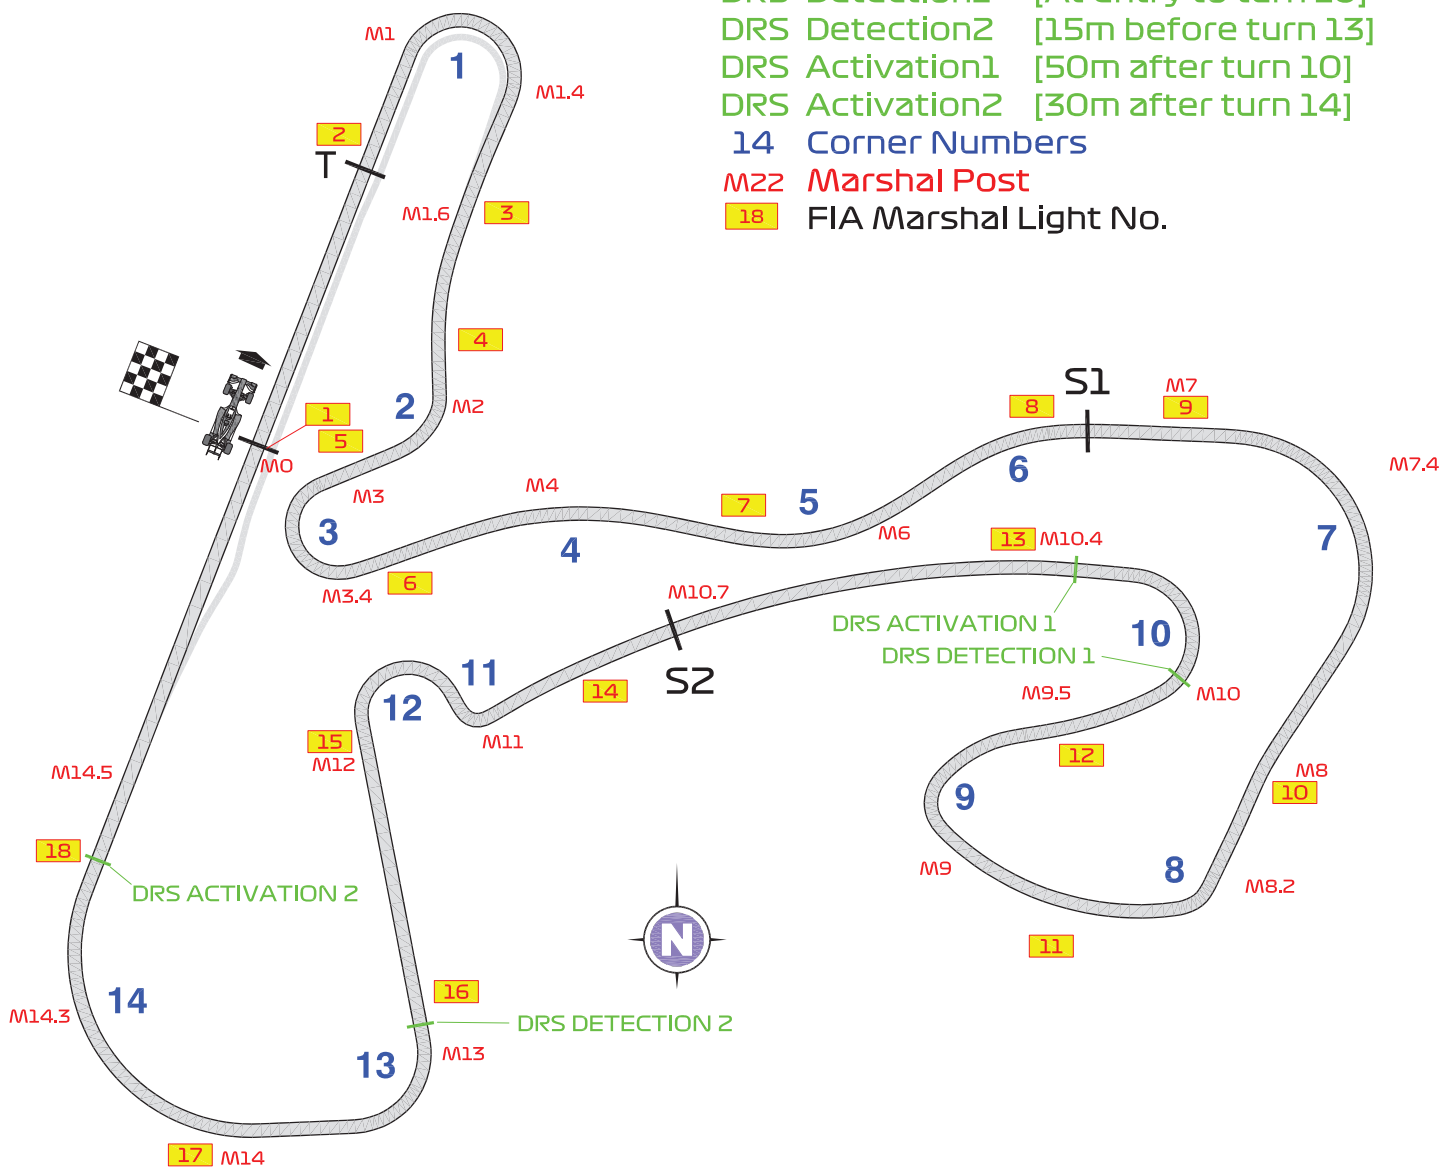 DRS Detection2 [15m before turn 13]
DRS Activation1 [50m after turn 10]
DRS Activation2 [30m after turn 14]
14 Corner Numbers
M22 Marshal Post
18 FIA Marshal Light No.
M1
1
M1.4
2
T
M1.6
3
4
S1
M7
8
9
2
M2
1
5
M0
M7.4
6
M3
M4
7
5
3
M6
13
M10.4
7
4
6
M3.4
M10.7
DRS ACTIVATION 1
10
DRS DETECTION 1
11
S2
14
M9.5
M10
12
15
M11
12
M12
M14.5
M8
10
9
18
M9
8
M8.2
DRS ACTIVATION 2
N
11
16
14
M14.3
DRS DETECTION 2
13
M13
17
M14